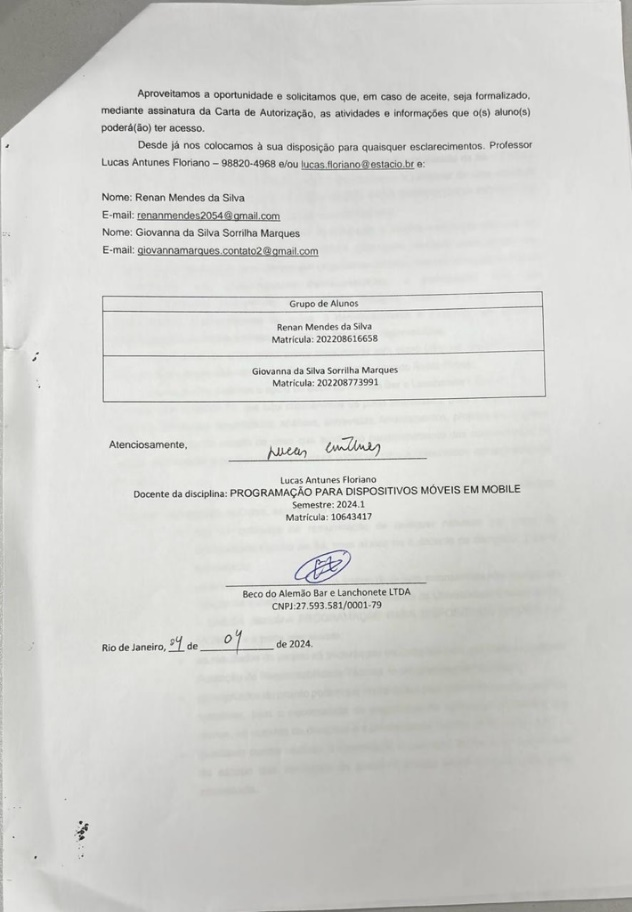 Aproveitamos a oportunidade e solicitamos que, em caso de aceite, seja formalizado,
mediante assinatura da Carta de Autorização, as atividades e informações que o(s) aluno(s)
poderá(ão) ter acesso.
Desde já nos colocamos à sua disposição para quaisquer esclarecimentos. Professor
Lucas Antunes Floriano – 98820-4968 e/ou lucas.floriano@estacio.br e:
Nome: Renan Mendes da Silva
E-mail: renanmendes2054@gmail.com
Nome: Giovanna da Silva Sorrilha Marques
E-mail: giovannamarques.contato2@gmail.com
Grupo de Alunos
Renan Mendes da Silva
Matrícula: 202208616658
Giovanna da Silva Sorrilha Marques
Matrícula: 202208773991
Atenciosamente,
Lucas Antunes
Lucas Antunes Floriano
Docente da disciplina: PROGRAMAÇÃO PARA DISPOSITIVOS MÓVEIS EM MOBILE
Semestre: 2024.1
Matrícula: 10643417
Beco do Alemão Bar e Lanchonete LTDA
CNPJ:27.593.581/0001-79
Rio de Janeiro, 04 de 04 de 2024.